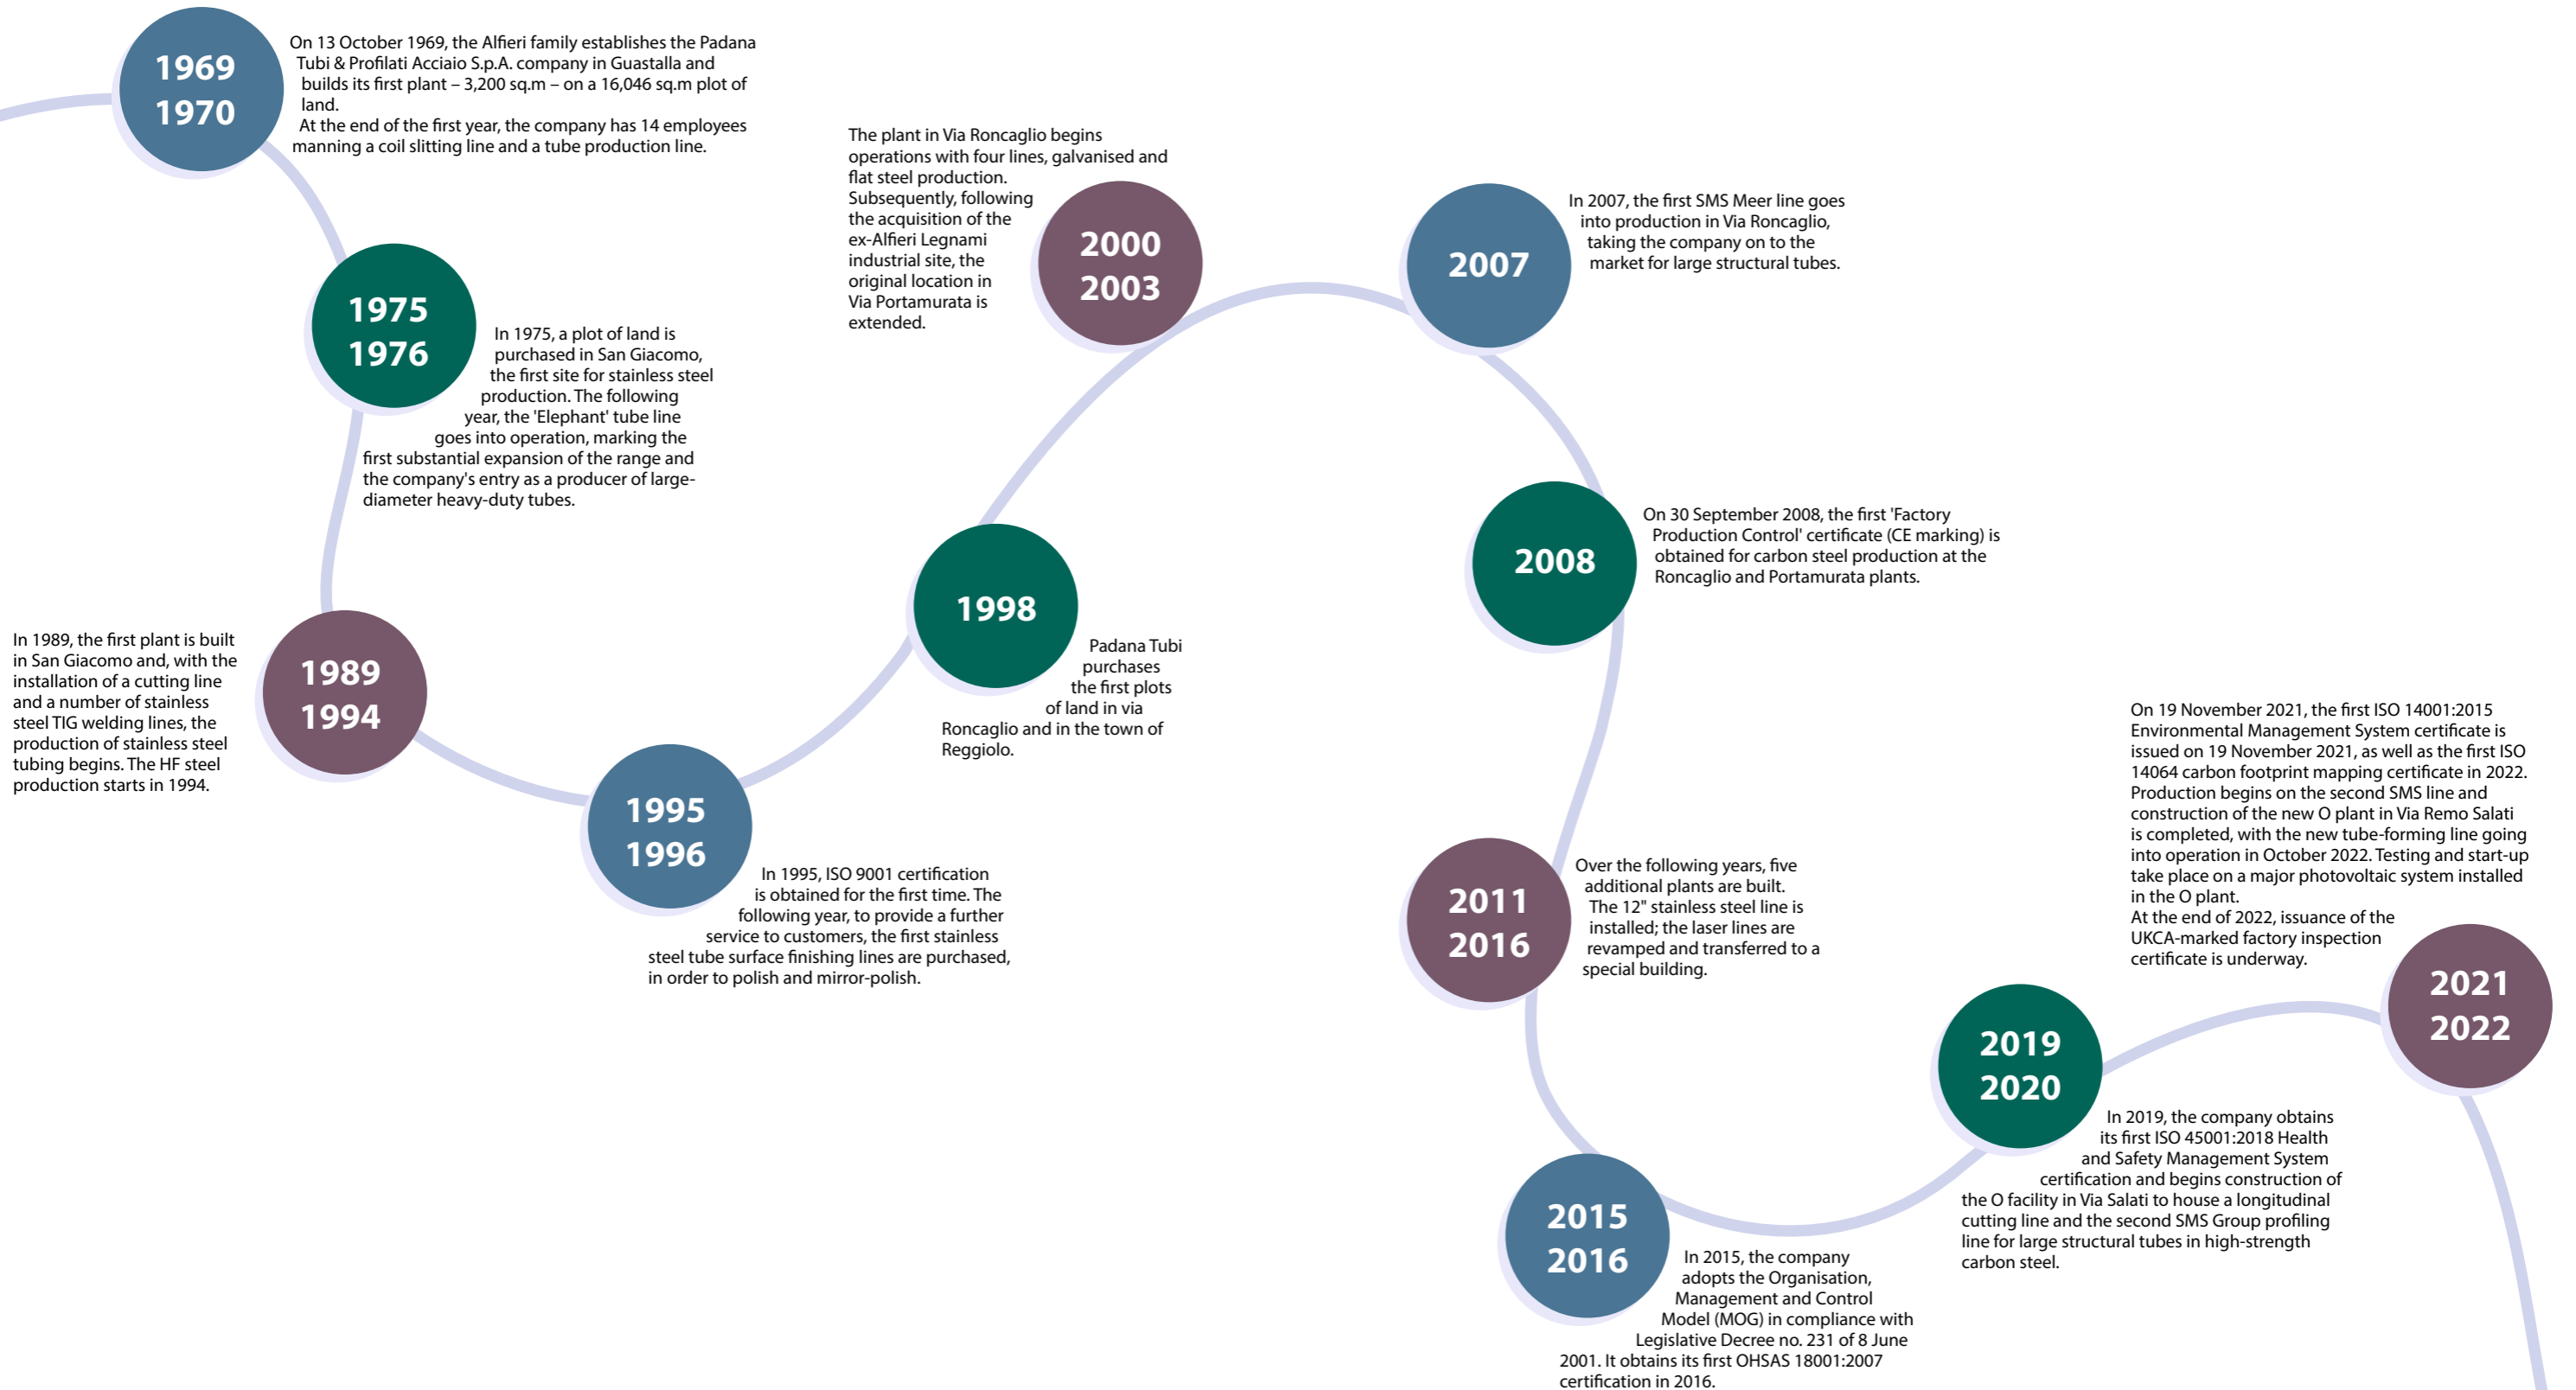 1969
1970
On 13 October 1969, the Alfieri family establishes the Padana
Tubi & Profilati Acciaio S.p.A. company in Guastalla and
builds its first plant – 3,200 sq.m – on a 16,046 sq.m plot of
land.
At the end of the first year, the company has 14 employees
manning a coil slitting line and a tube production line.
1975
1976
In 1975, a plot of land is
purchased in San Giacomo,
the first site for stainless steel
production. The following
year, the 'Elephant' tube line
goes into operation, marking the
first substantial expansion of the range and
the company's entry as a producer of large-
diameter heavy-duty tubes.
In 1989, the first plant is built
in San Giacomo and, with the
installation of a cutting line
and a number of stainless
steel TIG welding lines, the
production of stainless steel
tubing begins. The HF steel
production starts in 1994.
1989
1994
1995
1996
In 1995, ISO 9001 certification
is obtained for the first time. The
following year, to provide a further
service to customers, the first stainless
steel tube surface finishing lines are purchased,
in order to polish and mirror-polish.
1998
Padana Tubi
purchases
the first plots
of land in via
Roncaglio and in the town of
Reggiolo.
The plant in Via Roncaglio begins
operations with four lines, galvanised and
flat steel production.
Subsequently, following
the acquisition of the
ex-Alfieri Legnami
industrial site, the
original location in
Via Portamurata is
extended.
2000
2003
2007
In 2007, the first SMS Meer line goes
into production in Via Roncaglio,
taking the company on to the
market for large structural tubes.
2008
On 30 September 2008, the first 'Factory
Production Control' certificate (CE marking) is
obtained for carbon steel production at the
Roncaglio and Portamurata plants.
2011
2016
Over the following years, five
additional plants are built.
The 12" stainless steel line is
installed; the laser lines are
revamped and transferred to a
special building.
2015
2016
In 2015, the company
adopts the Organisation,
Management and Control
Model (MOG) in compliance with
Legislative Decree no. 231 of 8 June
2001. It obtains its first OHSAS 18001:2007
certification in 2016.
2019
2020
In 2019, the company obtains
its first ISO 45001:2018 Health
and Safety Management System
certification and begins construction of
the O facility in Via Salati to house a longitudinal
cutting line and the second SMS Group profiling
line for large structural tubes in high-strength
carbon steel.
On 19 November 2021, the first ISO 14001:2015
Environmental Management System certificate is
issued on 19 November 2021, as well as the first ISO
14064 carbon footprint mapping certificate in 2022.
Production begins on the second SMS line and
construction of the new O plant in Via Remo Salati
is completed, with the new tube-forming line going
into operation in October 2022. Testing and start-up
take place on a major photovoltaic system installed
in the O plant.
At the end of 2022, issuance of the
UKCA-marked factory inspection
certificate is underway.
2021
2022